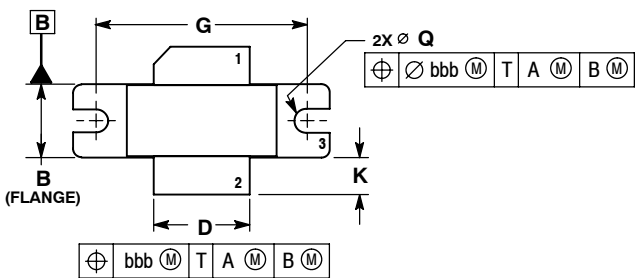 B
G
1
2X ⌀ Q
⌖ ⌀ bbb Ⓜ T A Ⓜ B Ⓜ
3
B
(FLANGE)
2
K
D
⌖ bbb Ⓜ T A Ⓜ B Ⓜ